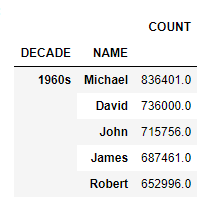 COUNT
DECADE NAME
1960s Michael 836401.0
David 736000.0
John 715756.0
James 687461.0
Robert 652996.0